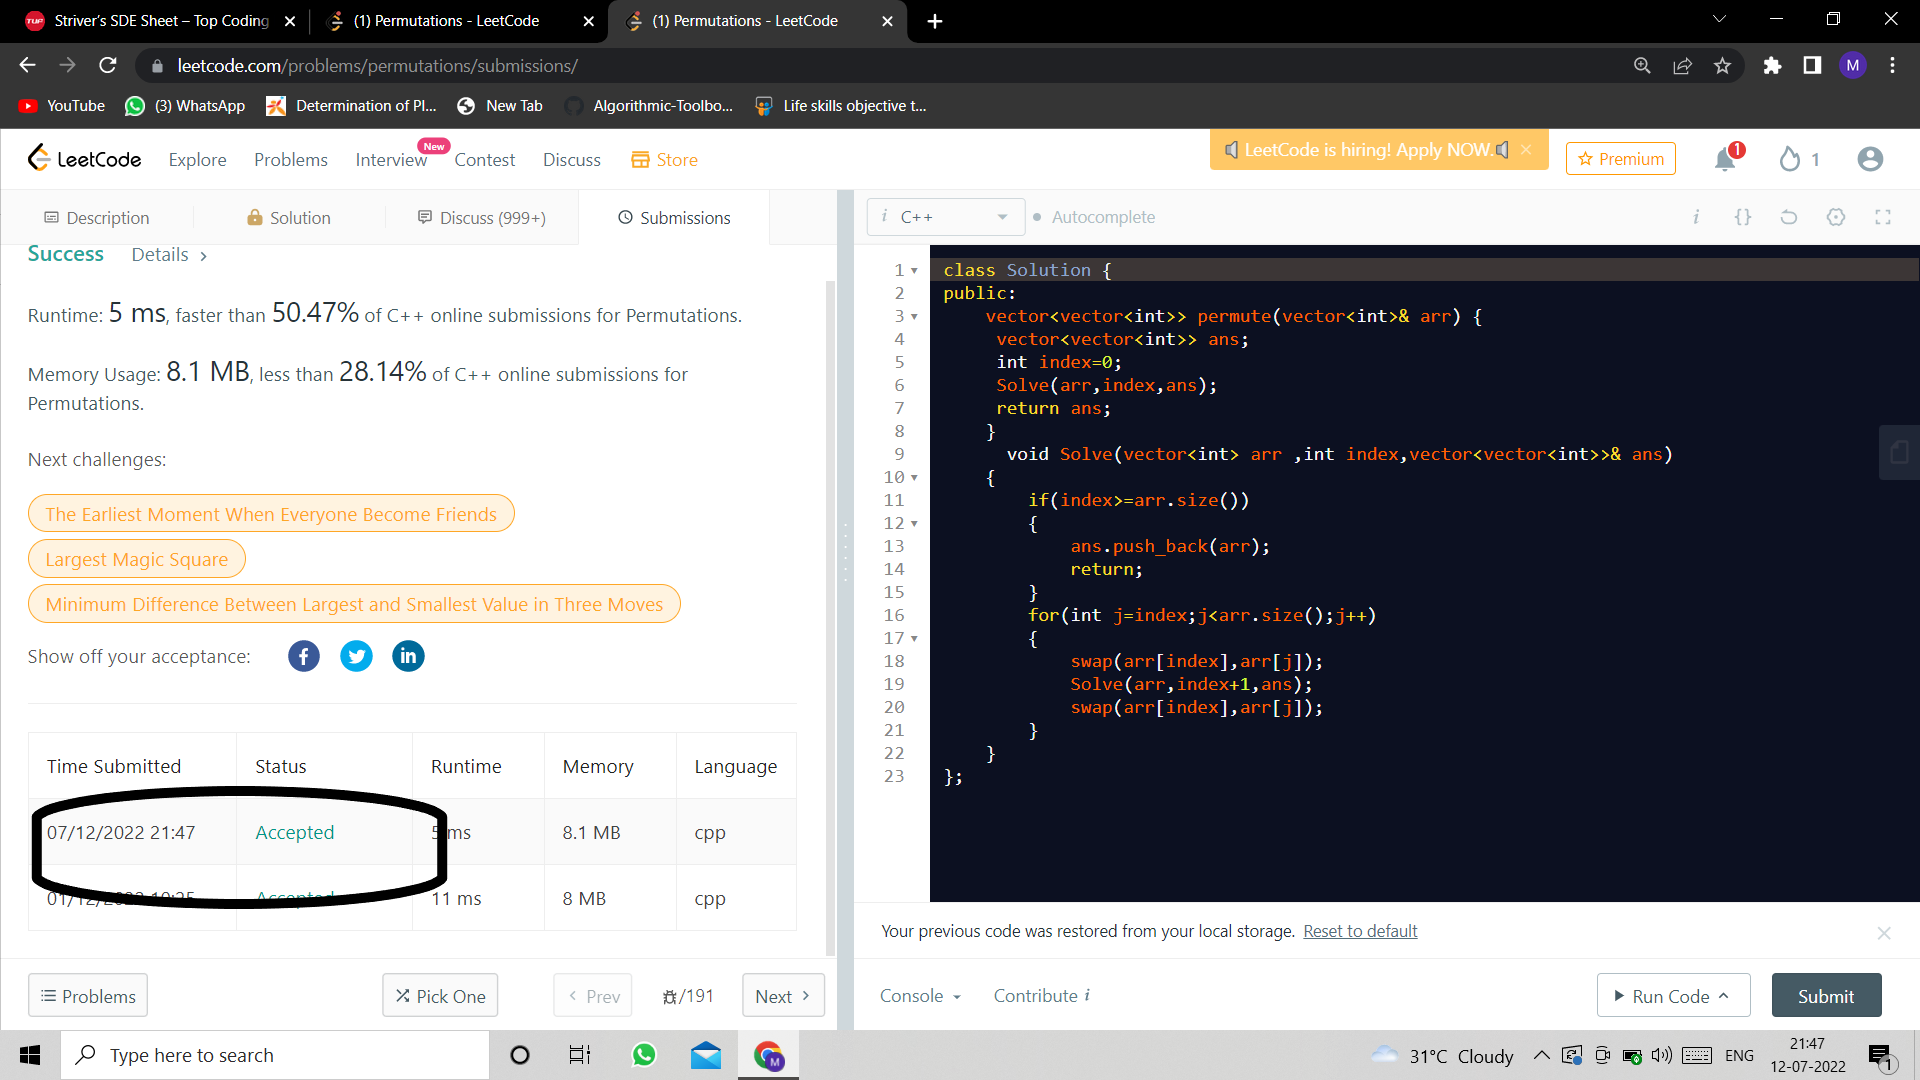 Striver's SDE Sheet – Top Coding
(1) Permutations - LeetCode
(1) Permutations - LeetCode
leetcode.com/problems/permutations/submissions/
M
YouTube
(3) WhatsApp
Determination of Pl...
New Tab
Algorithmic-Toolbo...
Life skills objective t...
LeetCode
Explore
Problems
Interview
New
Contest
Discuss
Store
LeetCode is hiring! Apply NOW.
Premium
1
1
Description
Solution
Discuss (999+)
Submissions
i C++
Autocomplete
i {}
Success Details >
Runtime: 5 ms, faster than 50.47% of C++ online submissions for Permutations.
Memory Usage: 8.1 MB, less than 28.14% of C++ online submissions for
Permutations.
Next challenges:
The Earliest Moment When Everyone Become Friends
Largest Magic Square
Minimum Difference Between Largest and Smallest Value in Three Moves
Show off your acceptance:
Time Submitted Status Runtime Memory Language
07/12/2022 21:47 Accepted 5 ms 8.1 MB cpp
01/12/2022 Accepted 11 ms 8 MB cpp
1 class Solution {
2 public:
3 vector<vector<int>> permute(vector<int>& arr) {
4 vector<vector<int>> ans;
5 int index=0;
6 Solve(arr,index,ans);
7 return ans;
8 }
9 void Solve(vector<int> arr ,int index,vector<vector<int>>& ans)
10 {
11 if(index>=arr.size())
12 {
13 ans.push_back(arr);
14 return;
15 }
16 for(int j=index;j<arr.size();j++)
17 {
18 swap(arr[index],arr[j]);
19 Solve(arr,index+1,ans);
20 swap(arr[index],arr[j]);
21 }
22 }
23 };
Your previous code was restored from your local storage. Reset to default
Problems
Pick One
< Prev
/191
Next >
Console
Contribute i
Run Code
Submit
Type here to search
M
31°C Cloudy
ENG
21:47
12-07-2022
1